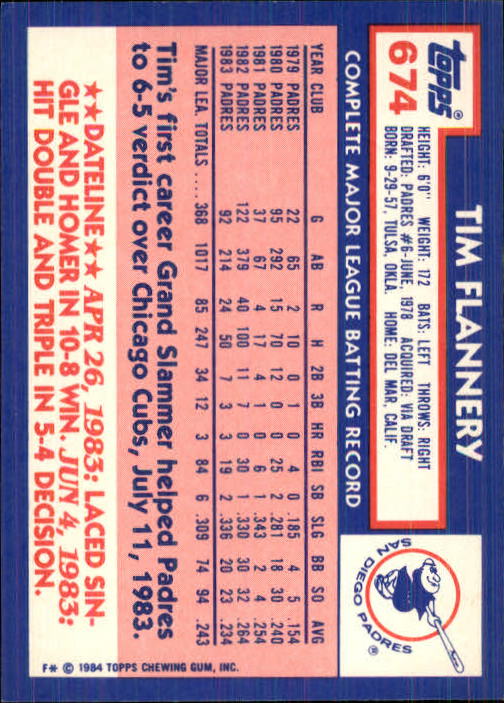 topps®
674
TIM FLANNERY
HEIGHT: 6'0" WEIGHT: 172 BATS: LEFT THROWS: RIGHT
DRAFTED: PADRES #6-JUNE, 1978 ACQUIRED: VIA DRAFT
BORN: 9-29-57, TULSA, OKLA. HOME: DEL MAR, CALIF.
SAN DIEGO PADRES®
COMPLETE MAJOR LEAGUE BATTING RECORD
YEAR CLUB G AB R H 2B 3B HR RBI SB SLG BB SO AVG
1979 PADRES 22 65 2 10 0 1 0 4 0 .185 4 5 .154
1980 PADRES 95 292 15 70 12 0 0 25 2 .281 18 30 .240
1981 PADRES 37 67 4 17 4 1 0 6 1 .343 2 4 .254
1982 PADRES 122 379 40 100 11 7 0 30 1 .330 30 32 .264
1983 PADRES 92 214 24 50 7 3 3 19 2 .336 20 23 .234
MAJOR LEA. TOTALS .... 368 1017 85 247 34 12 3 84 6 .309 74 94 .243
Tim's first career Grand Slammer helped Padres
to 6-5 verdict over Chicago Cubs, July 11, 1983.
★★DATELINE★★ APR 26, 1983: LACED SIN-
GLE AND HOMER IN 10-8 WIN. JUN 4, 1983:
HIT DOUBLE AND TRIPLE IN 5-4 DECISION.
F* © 1984 TOPPS CHEWING GUM, INC.